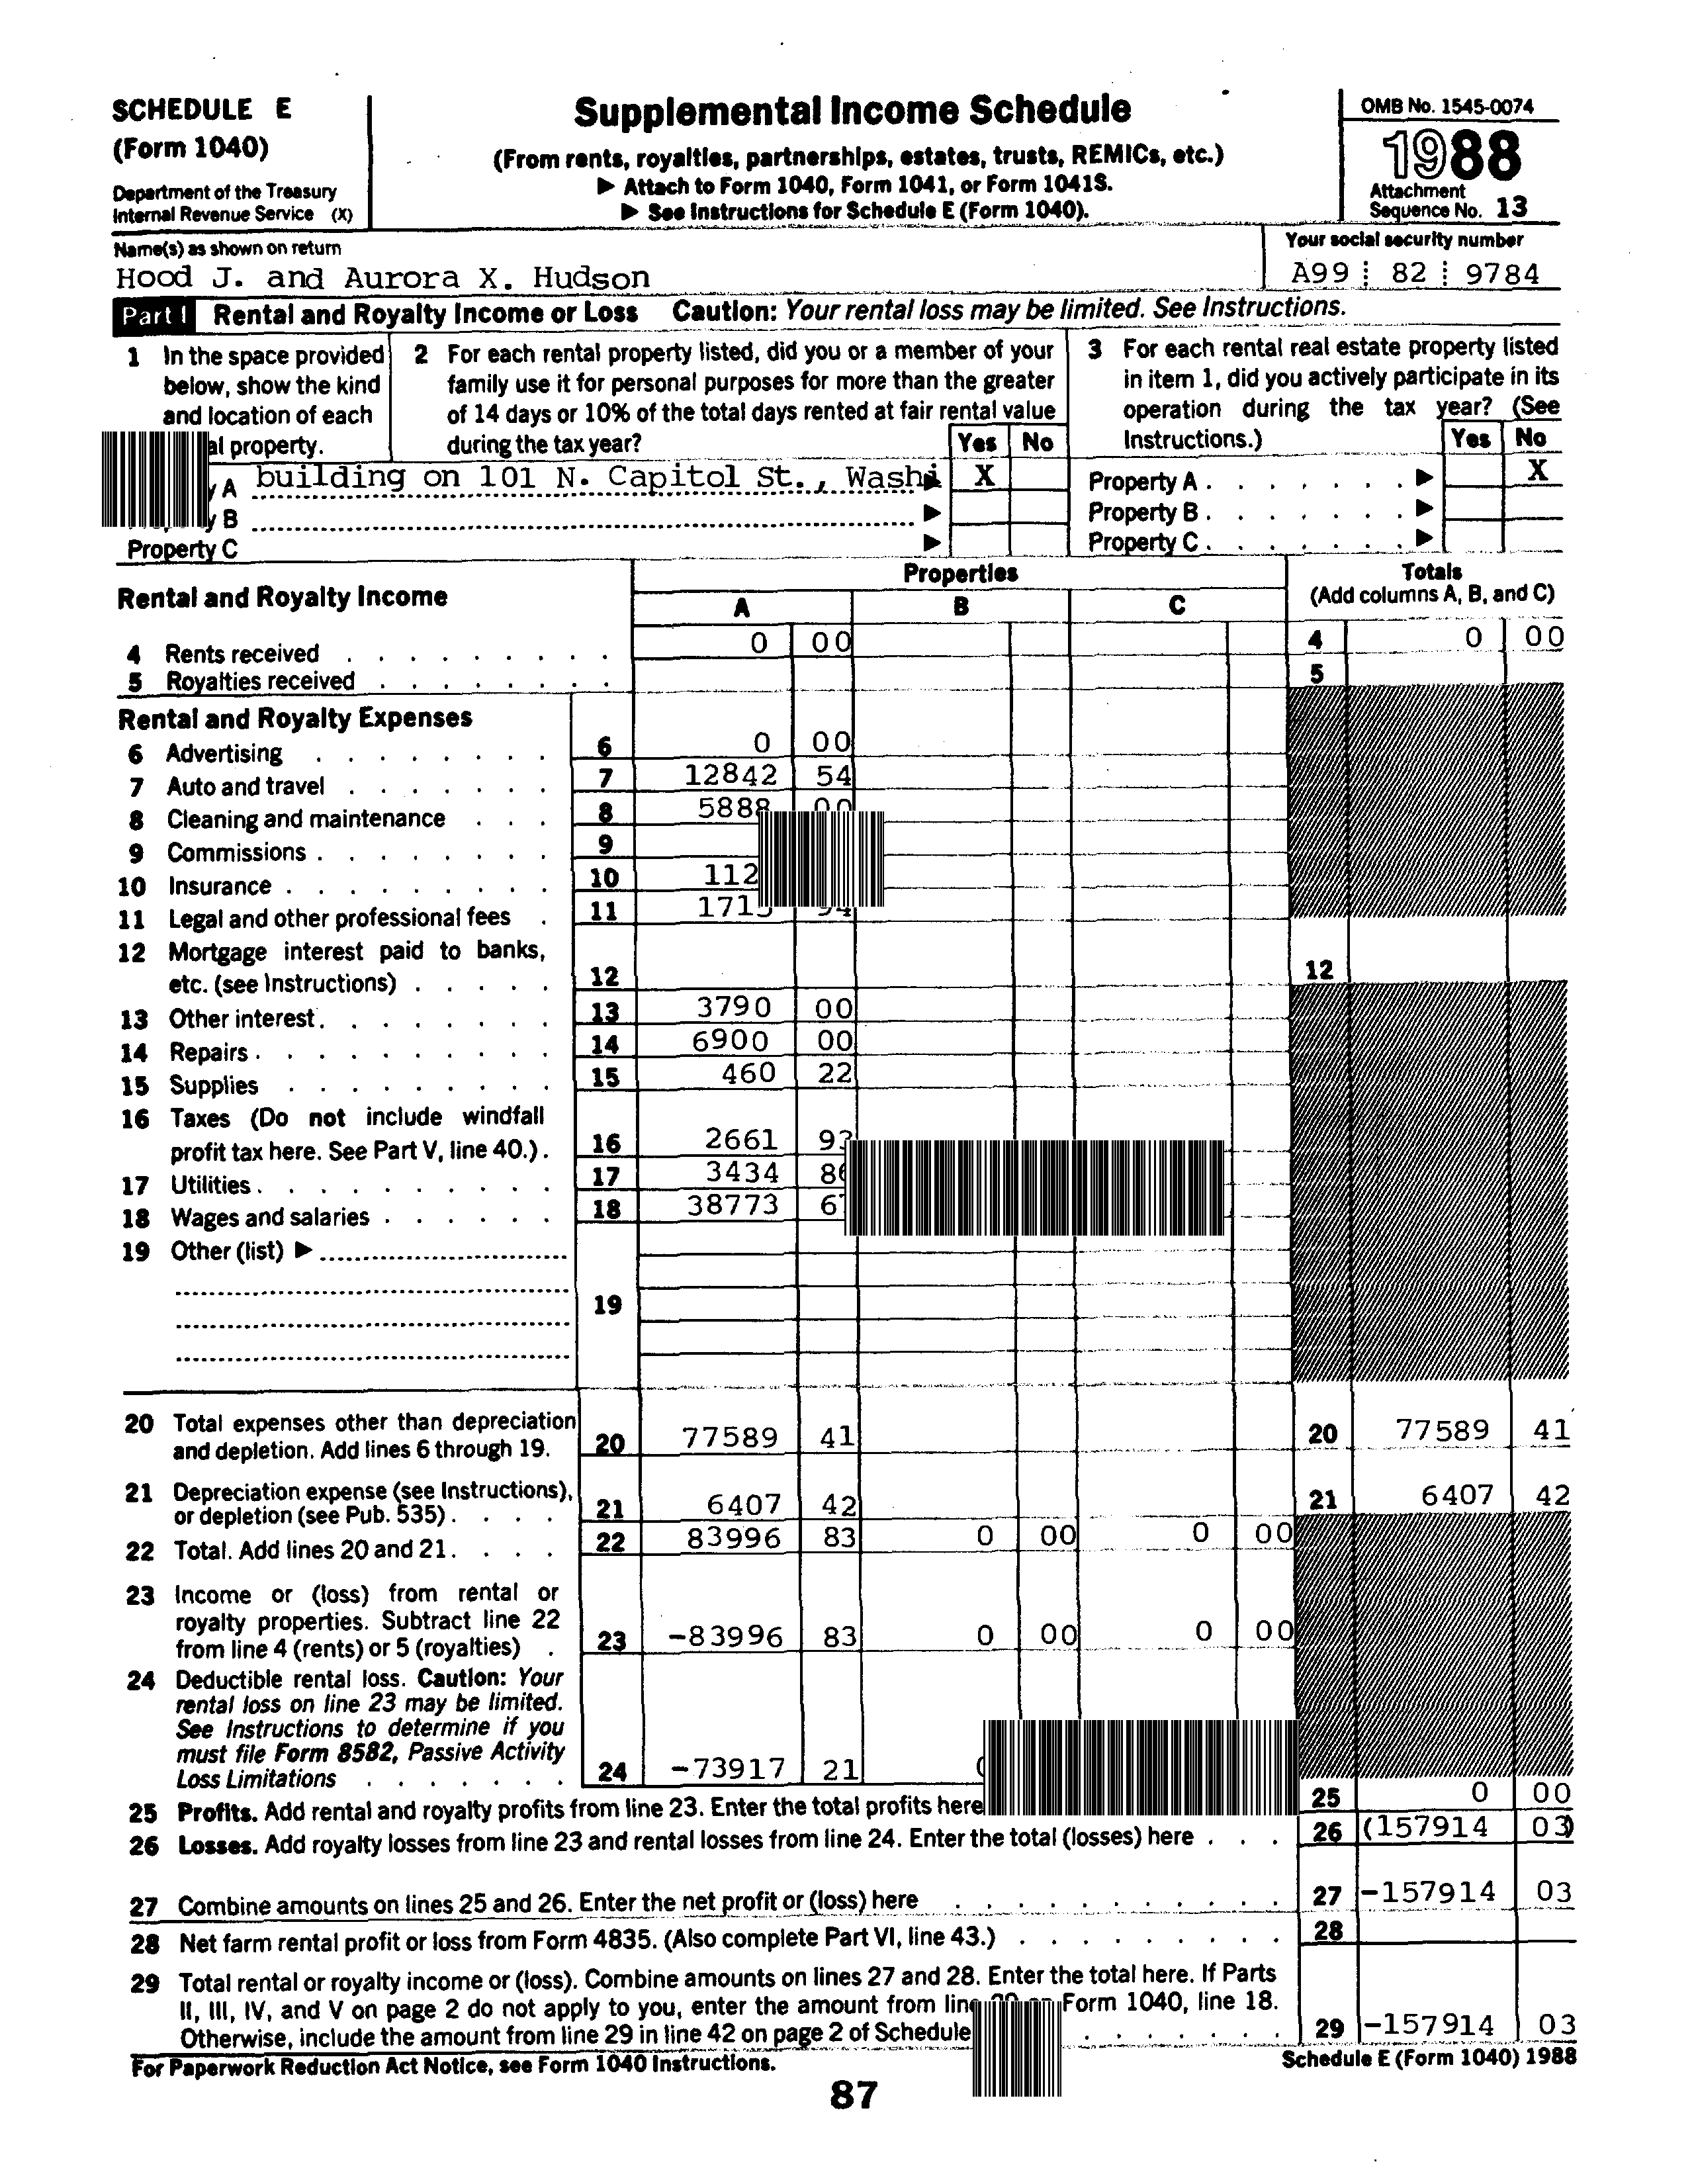 SCHEDULE E
(Form 1040)
Department of the Treasury
Internal Revenue Service (X)
Supplemental Income Schedule
(From rents, royalties, partnerships, estates, trusts, REMICs, etc.)
▶ Attach to Form 1040, Form 1041, or Form 1041S.
▶ See Instructions for Schedule E (Form 1040).
OMB No. 1545-0074
1988
Attachment
Sequence No. 13
Name(s) as shown on return
Hood J. and Aurora X. Hudson
Your social security number
A99 82 9784
Part I Rental and Royalty Income or Loss Caution: Your rental loss may be limited. See Instructions.
1 In the space provided
below, show the kind
and location of each
property.
2 For each rental property listed, did you or a member of your
family use it for personal purposes for more than the greater
of 14 days or 10% of the total days rented at fair rental value
during the tax year? Yes No
3 For each rental real estate property listed
in item 1, did you actively participate in its
operation during the tax year? (See
Instructions.) Yes No
A building on 101 N. Capitol St., Washi ▶ X
B ▶
Property C ▶
Property A ▶ X
Property B ▶
Property C ▶
Rental and Royalty Income
Properties
A B C
Totals
(Add columns A, B, and C)
4 Rents received 0 00 4 0 00
5 Royalties received 5
Rental and Royalty Expenses
6 Advertising 6 0 00
7 Auto and travel 7 12842 54
8 Cleaning and maintenance 8 5888
9 Commissions 9
10 Insurance 10 112
11 Legal and other professional fees 11
12 Mortgage interest paid to banks,
etc. (see Instructions) 12 12
13 Other interest 13 3790 00
14 Repairs 14 6900 00
15 Supplies 15 460 22
16 Taxes (Do not include windfall
profit tax here. See Part V, line 40.) 16 2661 93
17 Utilities 17 3434
18 Wages and salaries 18 38773
19 Other (list) ▶
19
20 Total expenses other than depreciation
and depletion. Add lines 6 through 19. 20 77589 41 20 77589 41
21 Depreciation expense (see Instructions),
or depletion (see Pub. 535) 21 6407 42 21 6407 42
22 Total. Add lines 20 and 21 22 83996 83 0 00 0 00
23 Income or (loss) from rental or
royalty properties. Subtract line 22
from line 4 (rents) or 5 (royalties) 23 -83996 83 0 00 0 00
24 Deductible rental loss. Caution: Your
rental loss on line 23 may be limited.
See Instructions to determine if you
must file Form 8582, Passive Activity
Loss Limitations 24 -73917 21
25 Profits. Add rental and royalty profits from line 23. Enter the total profits here 25 0 00
26 Losses. Add royalty losses from line 23 and rental losses from line 24. Enter the total (losses) here 26 (157914 03)
27 Combine amounts on lines 25 and 26. Enter the net profit or (loss) here 27 -157914 03
28 Net farm rental profit or loss from Form 4835. (Also complete Part VI, line 43.) 28
29 Total rental or royalty income or (loss). Combine amounts on lines 27 and 28. Enter the total here. If Parts
II, III, IV, and V on page 2 do not apply to you, enter the amount from line Form 1040, line 18.
Otherwise, include the amount from line 29 in line 42 on page 2 of Schedule 29 -157914 03
For Paperwork Reduction Act Notice, see Form 1040 Instructions.
Schedule E (Form 1040) 1988
87